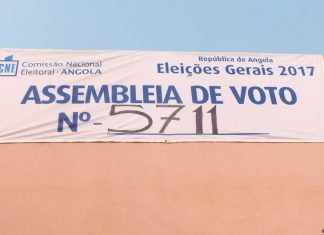 CNE
Comissão Nacional
Eleitoral - ANGOLA
República de Angola
Eleições Gerais 2017
ASSEMBLEIA DE VOTO
Nº - 5711